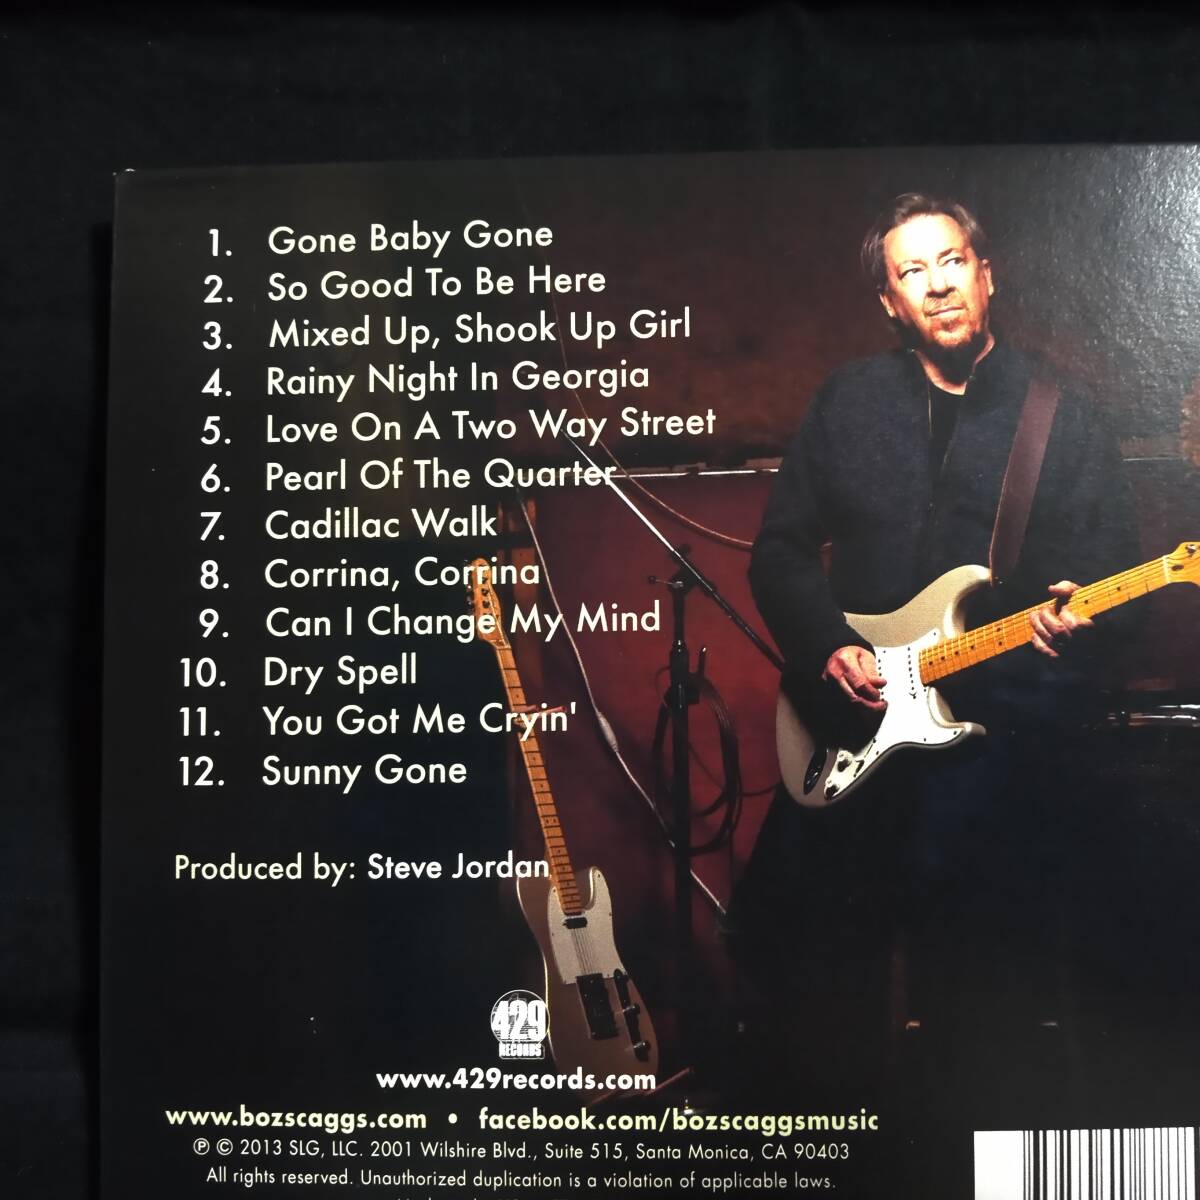 1. Gone Baby Gone
2. So Good To Be Here
3. Mixed Up, Shook Up Girl
4. Rainy Night In Georgia
5. Love On A Two Way Street
6. Pearl Of The Quarter
7. Cadillac Walk
8. Corrina, Corrina
9. Can I Change My Mind
10. Dry Spell
11. You Got Me Cryin'
12. Sunny Gone
Produced by: Steve Jordan
429
RECORDS
www.429records.com
www.bozscaggs.com • facebook.com/bozscaggsmusic
℗ © 2013 SLG, LLC. 2001 Wilshire Blvd., Suite 515, Santa Monica, CA 90403
All rights reserved. Unauthorized duplication is a violation of applicable laws.